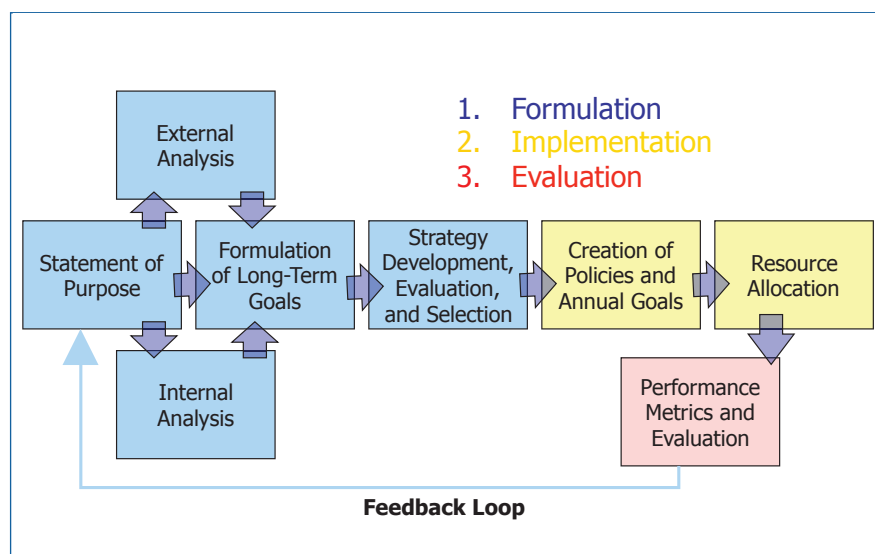 External
Analysis
1. Formulation
2. Implementation
3. Evaluation
Statement of
Purpose
Formulation
of Long-Term
Goals
Strategy
Development,
Evaluation,
and Selection
Creation of
Policies and
Annual Goals
Resource
Allocation
Internal
Analysis
Performance
Metrics and
Evaluation
Feedback Loop